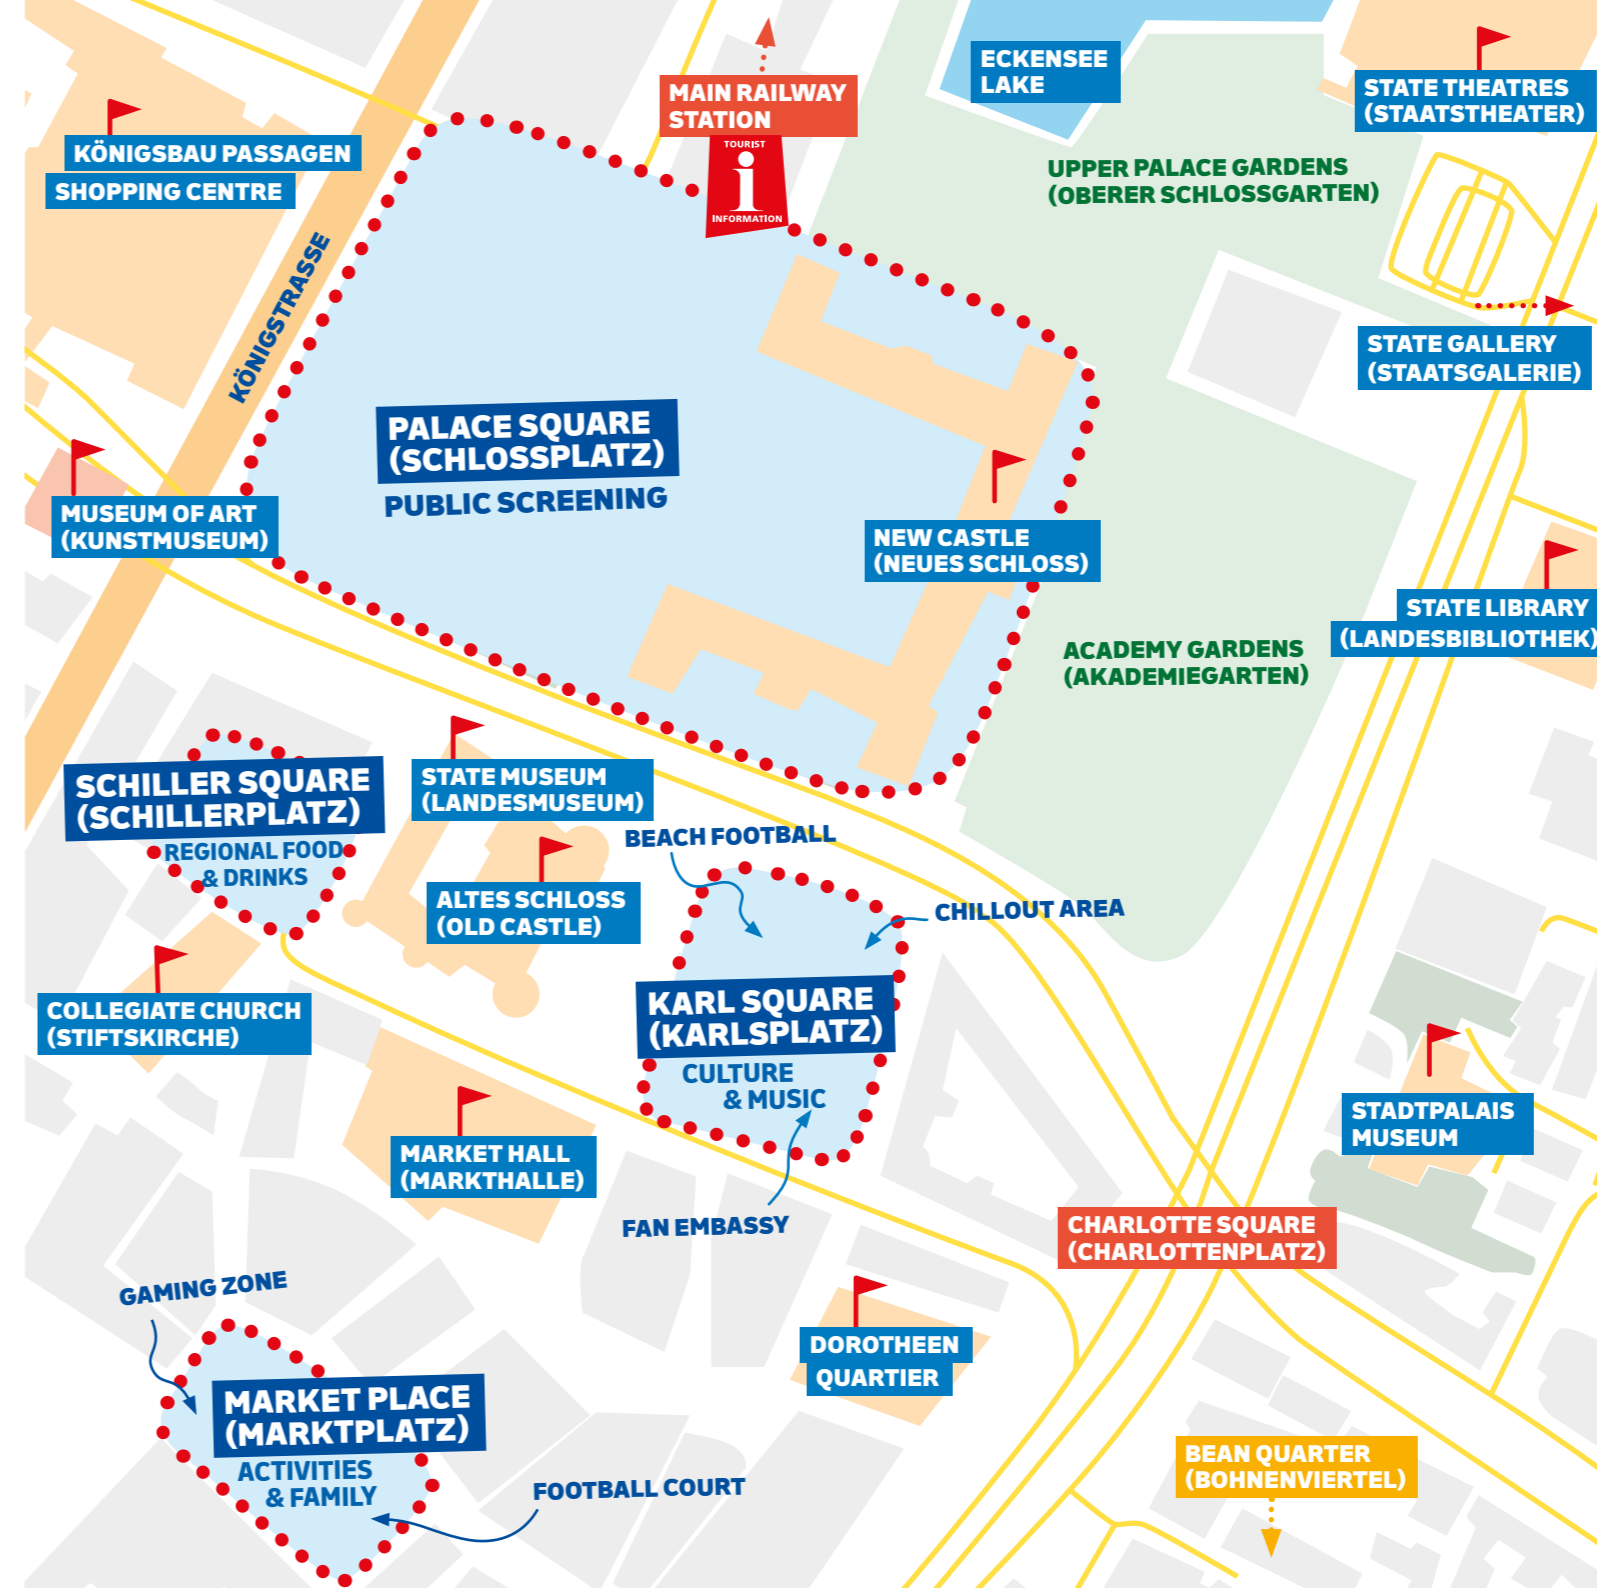 ECKENSEE
LAKE
STATE THEATRES
(STAATSTHEATER)
MAIN RAILWAY
STATION
TOURIST
i
INFORMATION
KÖNIGSBAU PASSAGEN
SHOPPING CENTRE
UPPER PALACE GARDENS
(OBERER SCHLOSSGARTEN)
KÖNIGSTRASSE
STATE GALLERY
(STAATSGALERIE)
PALACE SQUARE
(SCHLOSSPLATZ)
PUBLIC SCREENING
MUSEUM OF ART
(KUNSTMUSEUM)
NEW CASTLE
(NEUES SCHLOSS)
STATE LIBRARY
(LANDESBIBLIOTHEK)
ACADEMY GARDENS
(AKADEMIEGARTEN)
SCHILLER SQUARE
(SCHILLERPLATZ)
REGIONAL FOOD
& DRINKS
STATE MUSEUM
(LANDESMUSEUM)
BEACH FOOTBALL
ALTES SCHLOSS
(OLD CASTLE)
CHILLOUT AREA
COLLEGIATE CHURCH
(STIFTSKIRCHE)
KARL SQUARE
(KARLSPLATZ)
CULTURE
& MUSIC
STADTPALAIS
MUSEUM
MARKET HALL
(MARKTHALLE)
FAN EMBASSY
CHARLOTTE SQUARE
(CHARLOTTENPLATZ)
GAMING ZONE
DOROTHEEN
QUARTIER
MARKET PLACE
(MARKTPLATZ)
ACTIVITIES
& FAMILY
FOOTBALL COURT
BEAN QUARTER
(BOHNENVIERTEL)